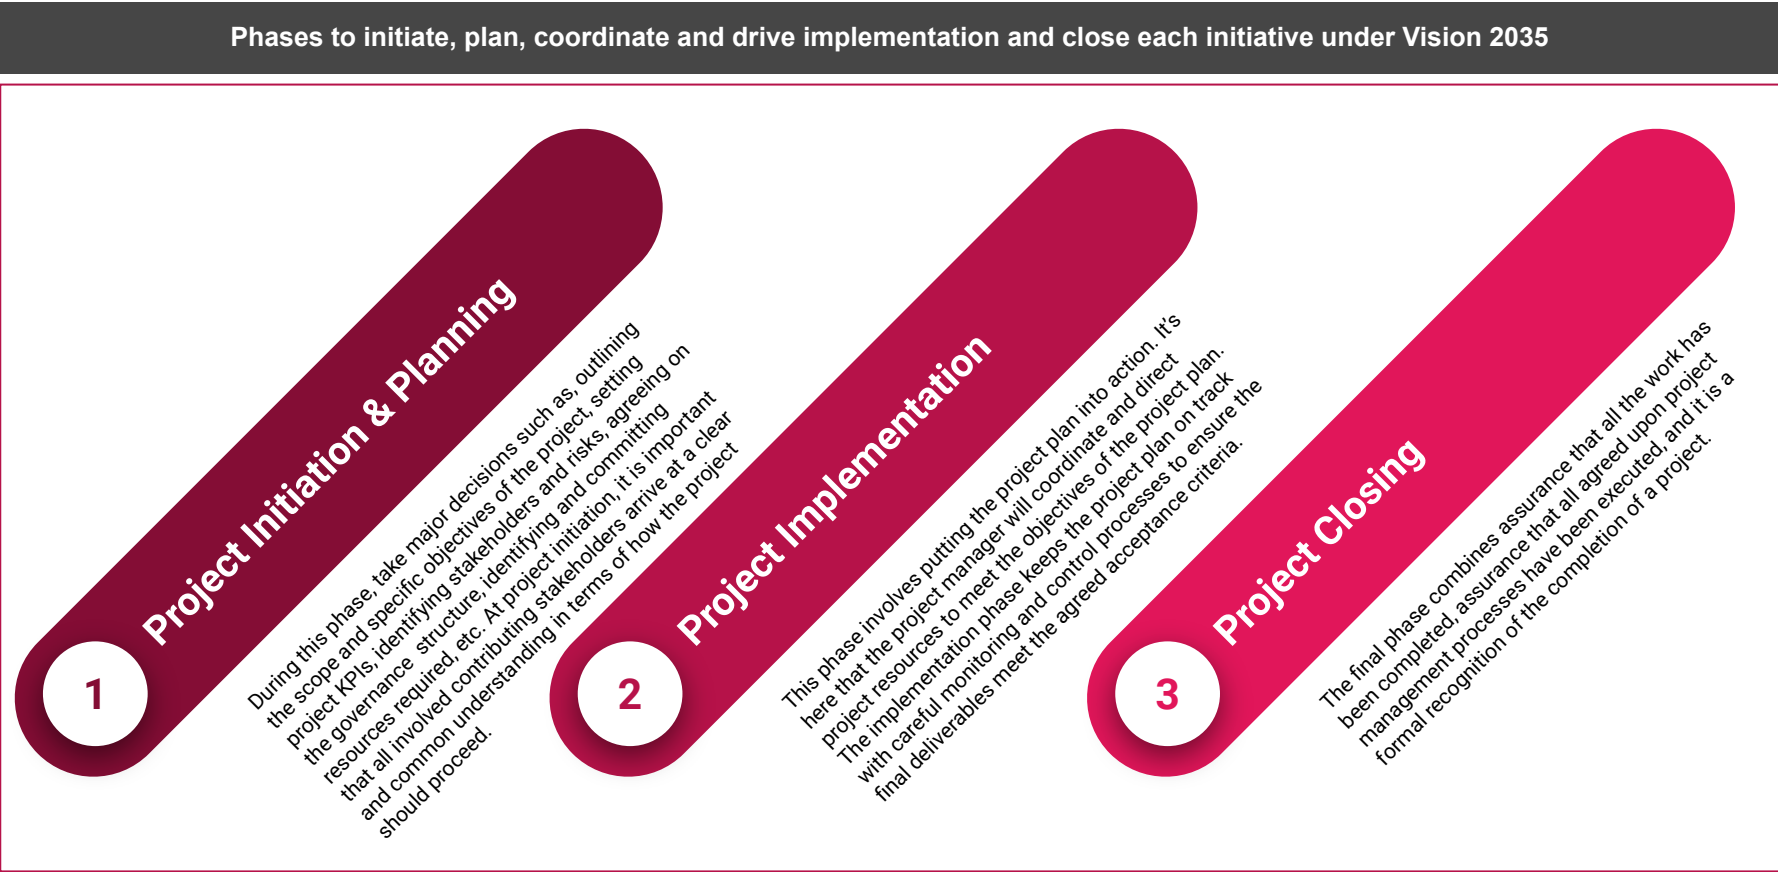 Phases to initiate, plan, coordinate and drive implementation and close each initiative under Vision 2035
1
Project Initiation & Planning
During this phase, take major decisions such as, outlining
the scope and specific objectives of the project, setting
project KPIs, identifying stakeholders and risks, agreeing on
the governance  structure, identifying and committing
resources required, etc. At project initiation, it is important
that all involved contributing stakeholders arrive at a clear
and common understanding in terms of how the project
should proceed.
2
Project Implementation
This phase involves putting the project plan into action. It’s
here that the project manager will coordinate and direct
project resources to meet the objectives of the project plan.
The implementation phase keeps the project plan on track
with careful monitoring and control processes to ensure the
final deliverables meet the agreed acceptance criteria.
3
Project Closing
The final phase combines assurance that all the work has
been completed, assurance that all agreed upon project
management processes have been executed, and it is a
formal recognition of the completion of a project.